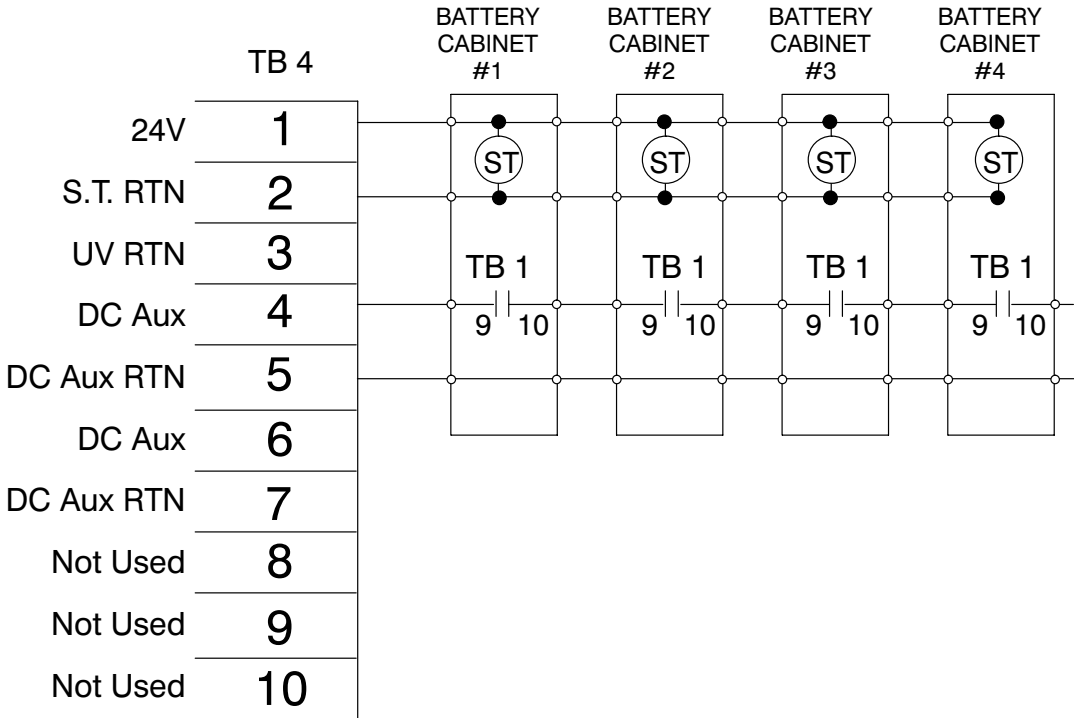 BATTERY CABINET #1
BATTERY CABINET #2
BATTERY CABINET #3
BATTERY CABINET #4
TB 4
24V 1
S.T. RTN 2
UV RTN 3
DC Aux 4
DC Aux RTN 5
DC Aux 6
DC Aux RTN 7
Not Used 8
Not Used 9
Not Used 10
ST ST ST ST
TB 1 TB 1 TB 1 TB 1
9 10 9 10 9 10 9 10